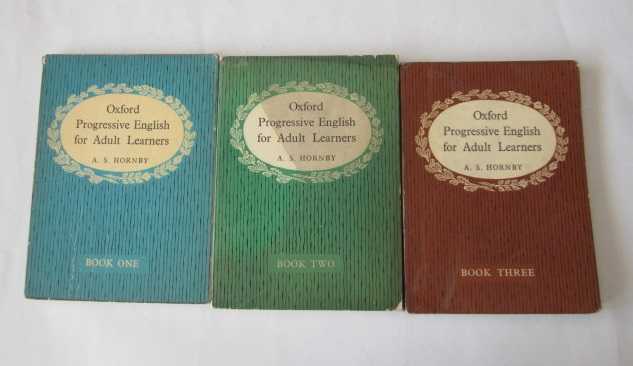 Oxford
Progressive English
for Adult Learners
A. S. HORNBY
BOOK ONE
Oxford
Progressive English
for Adult Learners
A. S. HORNBY
BOOK TWO
Oxford
Progressive English
for Adult Learners
A. S. HORNBY
BOOK THREE